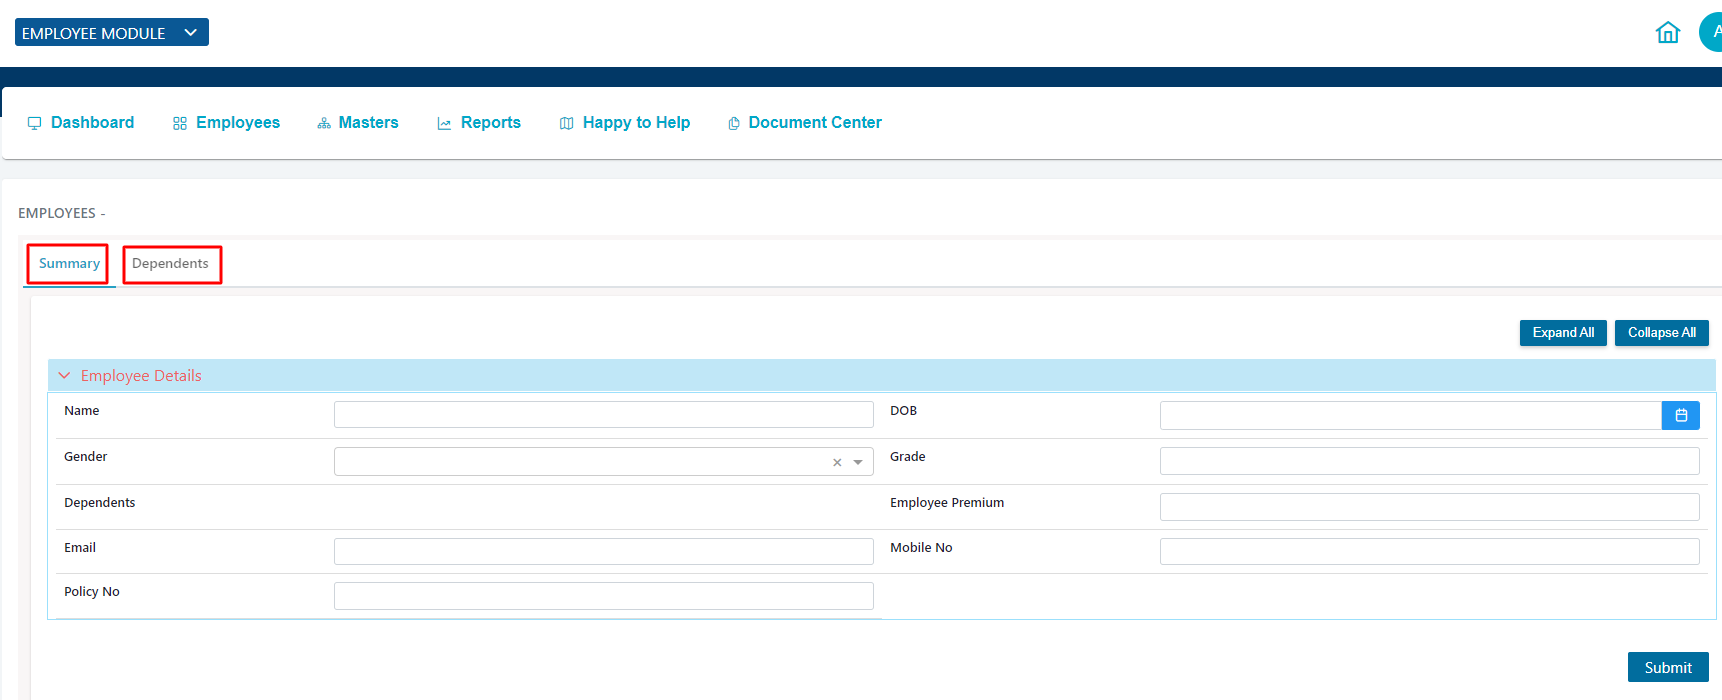 EMPLOYEE MODULE
A
Dashboard Employees Masters Reports Happy to Help Document Center
EMPLOYEES -
Summary Dependents
Expand All Collapse All
Employee Details
Name DOB
Gender Grade
Dependents Employee Premium
Email Mobile No
Policy No
Submit